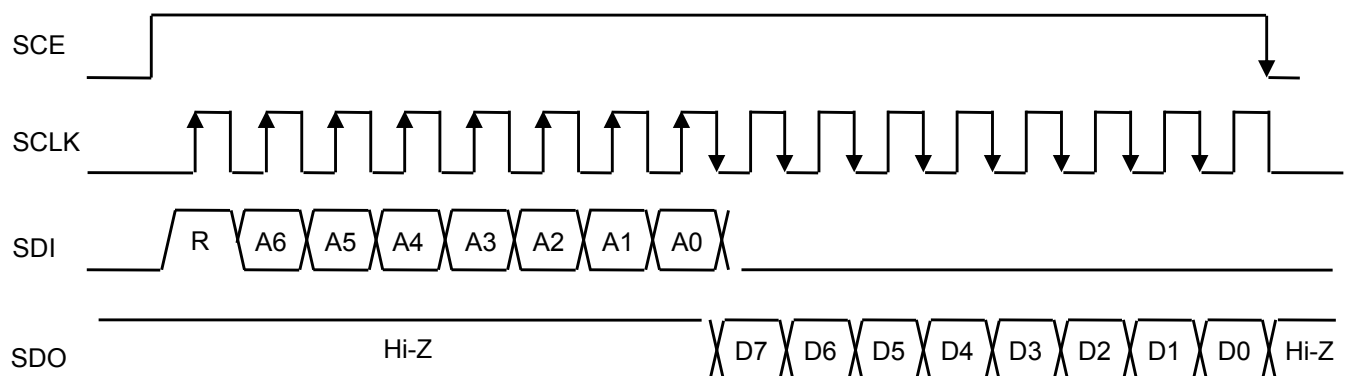 SCE
SCLK
SDI R A6 A5 A4 A3 A2 A1 A0
SDO Hi-Z D7 D6 D5 D4 D3 D2 D1 D0 Hi-Z